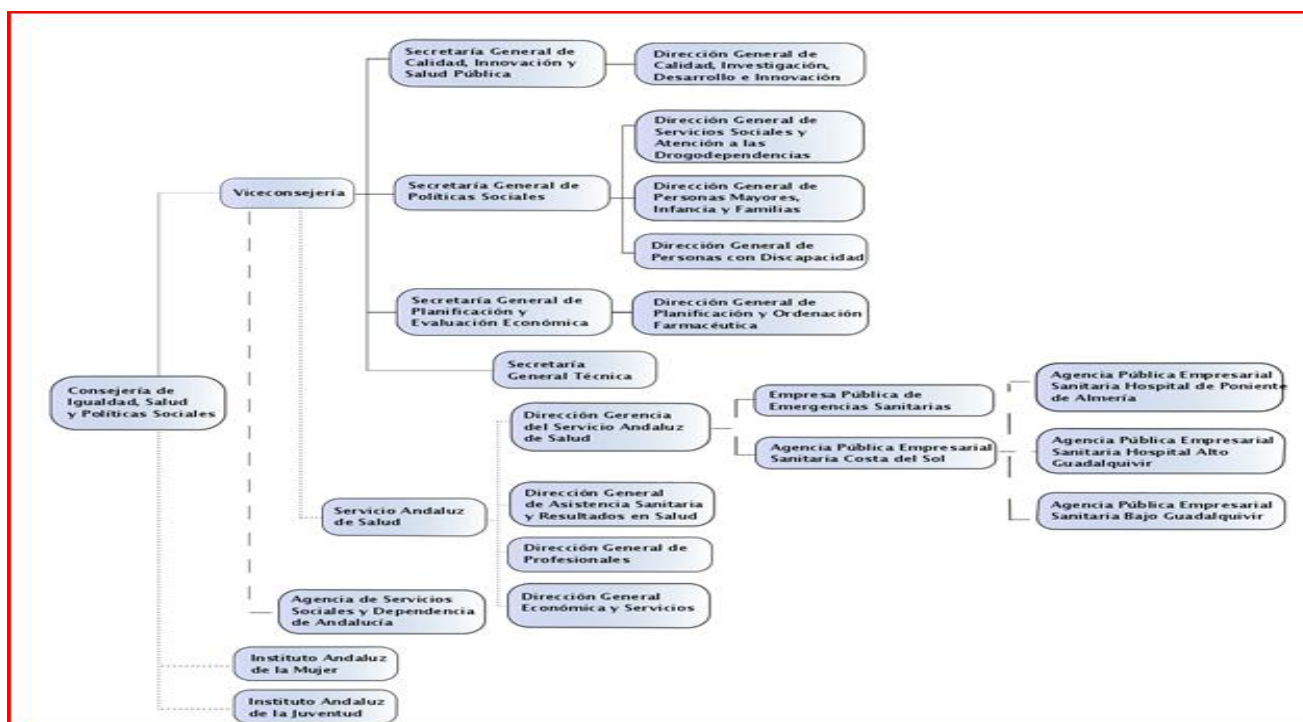 Secretaría General de
Calidad, Innovación y
Salud Pública
Dirección General de
Calidad, Investigación,
Desarrollo e Innovación
Dirección General de
Servicios Sociales y
Atención a las
Drogodependencias
Viceconsejería
Secretaría General de
Políticas Sociales
Dirección General de
Personas Mayores,
Infancia y Familias
Dirección General de
Personas con Discapacidad
Secretaría General de
Planificación y
Evaluación Económica
Dirección General de
Planificación y Ordenación
Farmacéutica
Secretaría
General Técnica
Consejería de
Igualdad, Salud
y Políticas Sociales
Dirección Gerencia
del Servicio Andaluz
de Salud
Empresa Pública de
Emergencias Sanitarias
Agencia Pública Empresarial
Sanitaria Costa del Sol
Agencia Pública Empresarial
Sanitaria Hospital de Poniente
de Almería
Agencia Pública Empresarial
Sanitaria Hospital Alto
Guadalquivir
Agencia Pública Empresarial
Sanitaria Bajo Guadalquivir
Servicio Andaluz
de Salud
Dirección General
de Asistencia Sanitaria
y Resultados en Salud
Dirección General de
Profesionales
Dirección General
Económica y Servicios
Agencia de Servicios
Sociales y Dependencia
de Andalucía
Instituto Andaluz
de la Mujer
Instituto Andaluz
de la Juventud